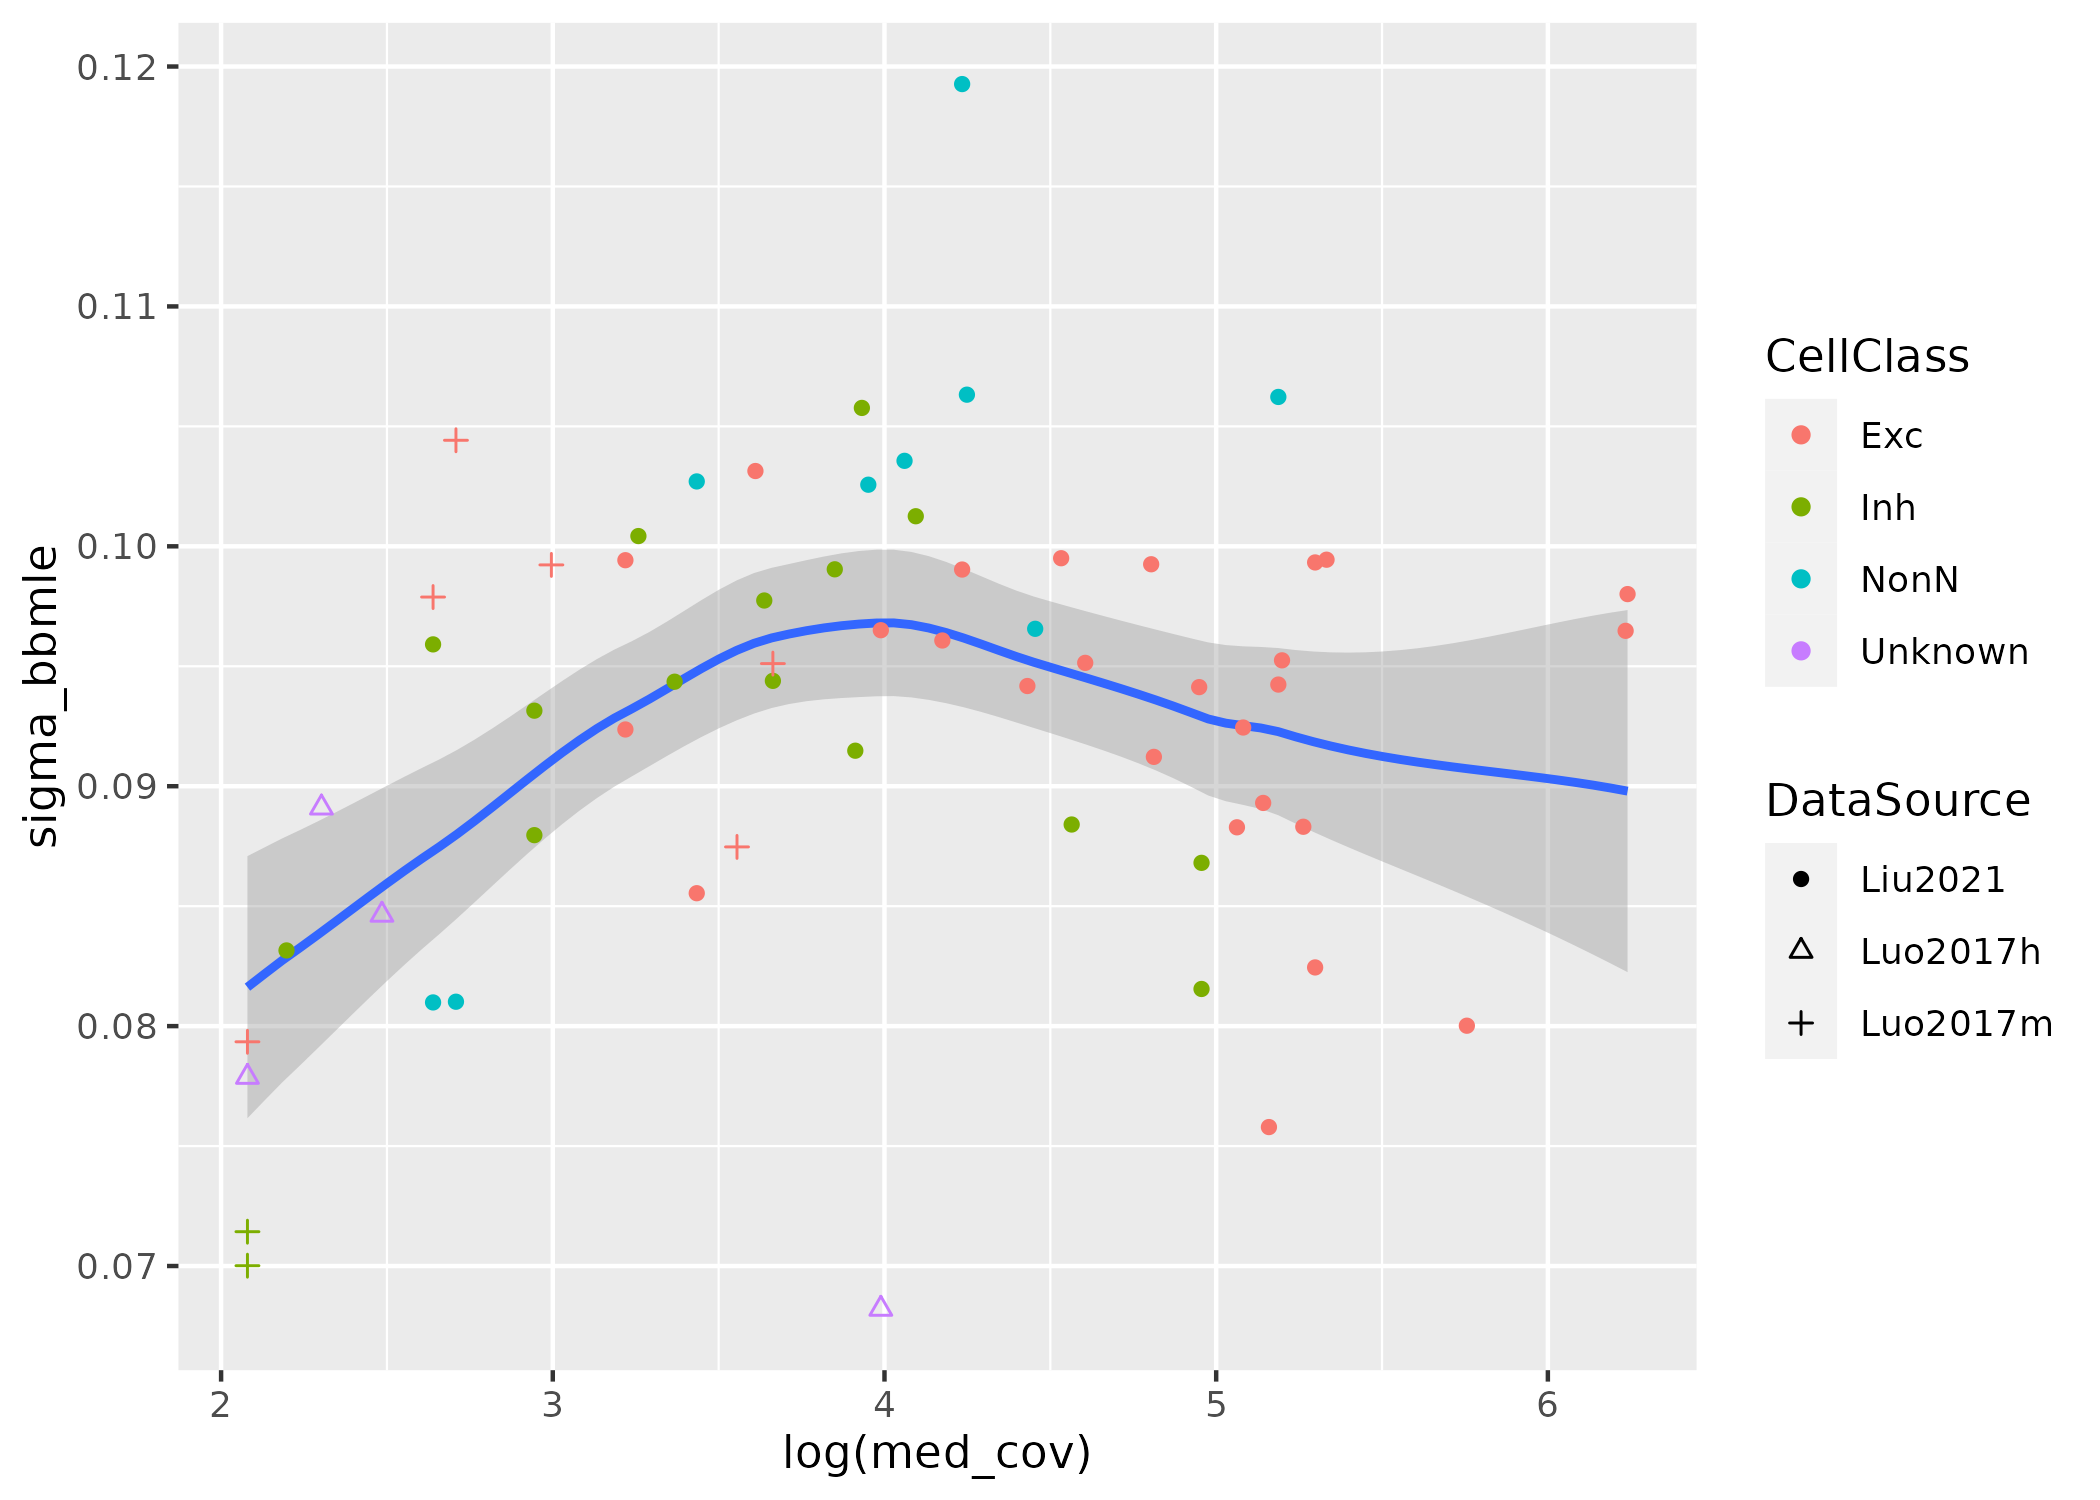 0.12
0.11
0.10
0.09
0.08
0.07
sigma_bbmle
2 3 4 5 6
log(med_cov)
CellClass
Exc
Inh
NonN
Unknown
DataSource
Liu2021
Luo2017h
Luo2017m